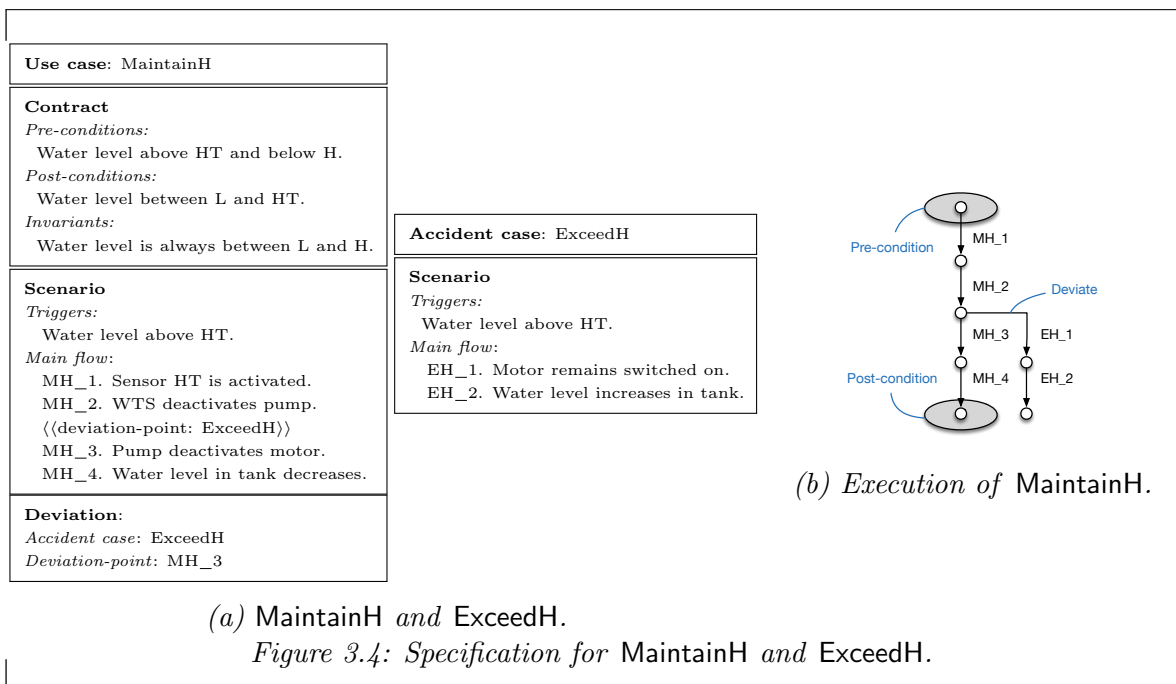 Use case: MaintainH
Contract
Pre-conditions:
Water level above HT and below H.
Post-conditions:
Water level between L and HT.
Invariants:
Water level is always between L and H.
Scenario
Triggers:
Water level above HT.
Main flow:
MH_1. Sensor HT is activated.
MH_2. WTS deactivates pump.
⟨⟨deviation-point: ExceedH⟩⟩
MH_3. Pump deactivates motor.
MH_4. Water level in tank decreases.
Deviation:
Accident case: ExceedH
Deviation-point: MH_3
Accident case: ExceedH
Scenario
Triggers:
Water level above HT.
Main flow:
EH_1. Motor remains switched on.
EH_2. Water level increases in tank.
Pre-condition
MH_1
MH_2
Deviate
MH_3
EH_1
Post-condition
MH_4
EH_2
(b) Execution of MaintainH.
(a) MaintainH and ExceedH.
Figure 3.4: Specification for MaintainH and ExceedH.